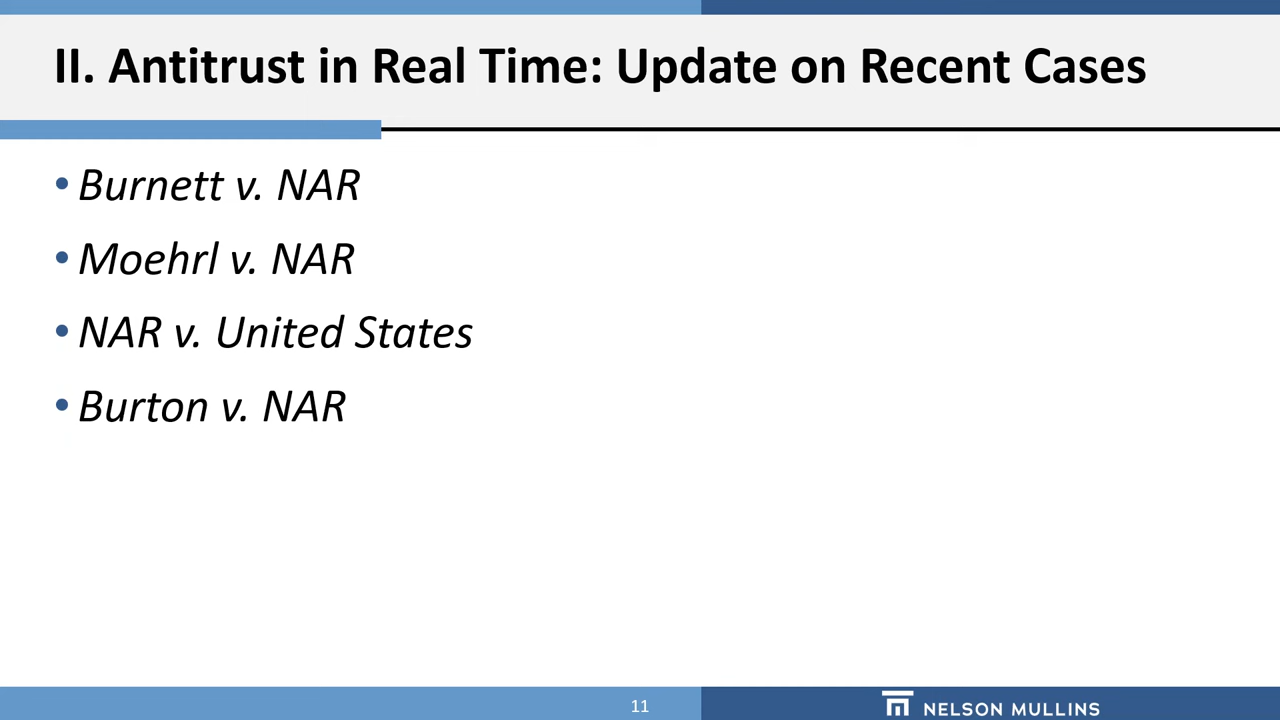 II. Antitrust in Real Time: Update on Recent Cases
• Burnett v. NAR
• Moehrl v. NAR
• NAR v. United States
• Burton v. NAR
11
NELSON MULLINS